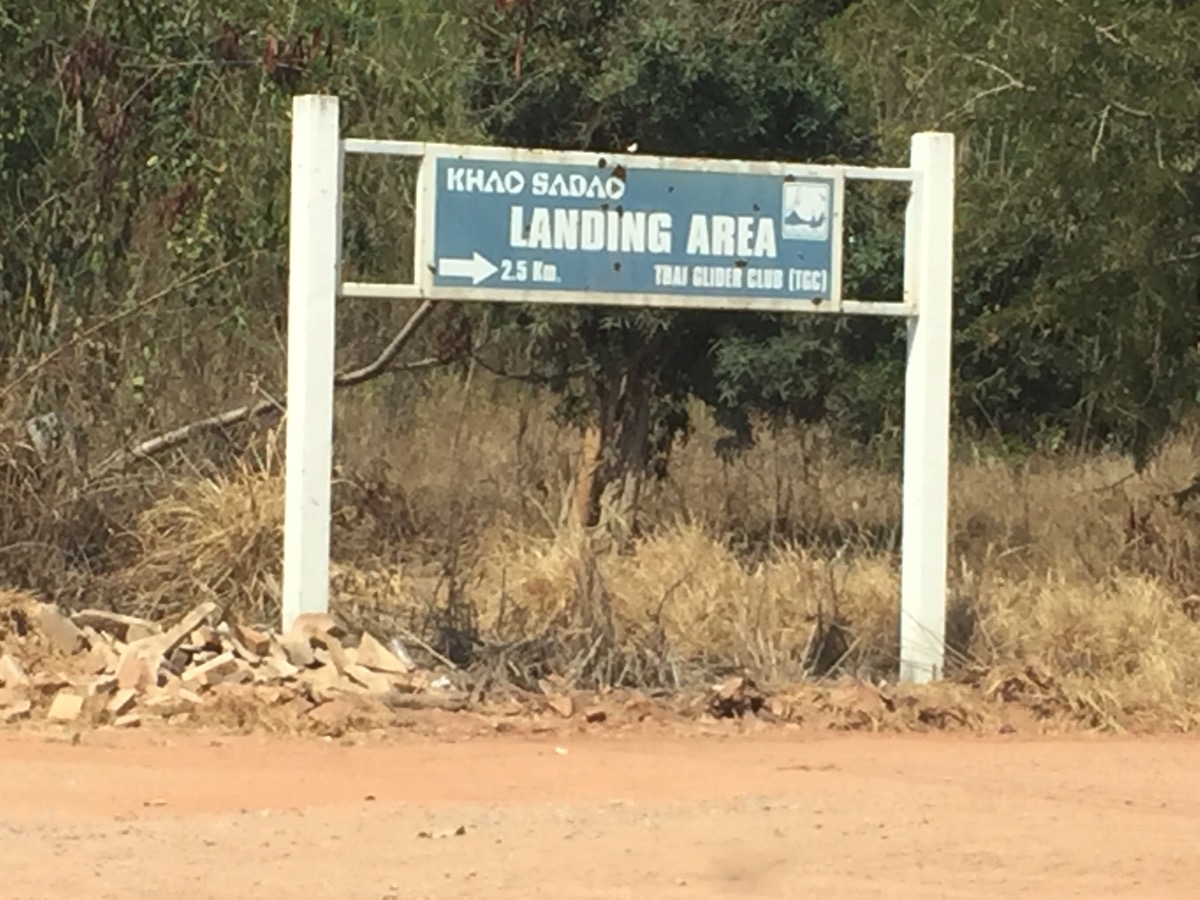 KHAO SADAO
LANDING AREA
2.5 Km.
THAI GLIDER CLUB (TGC)